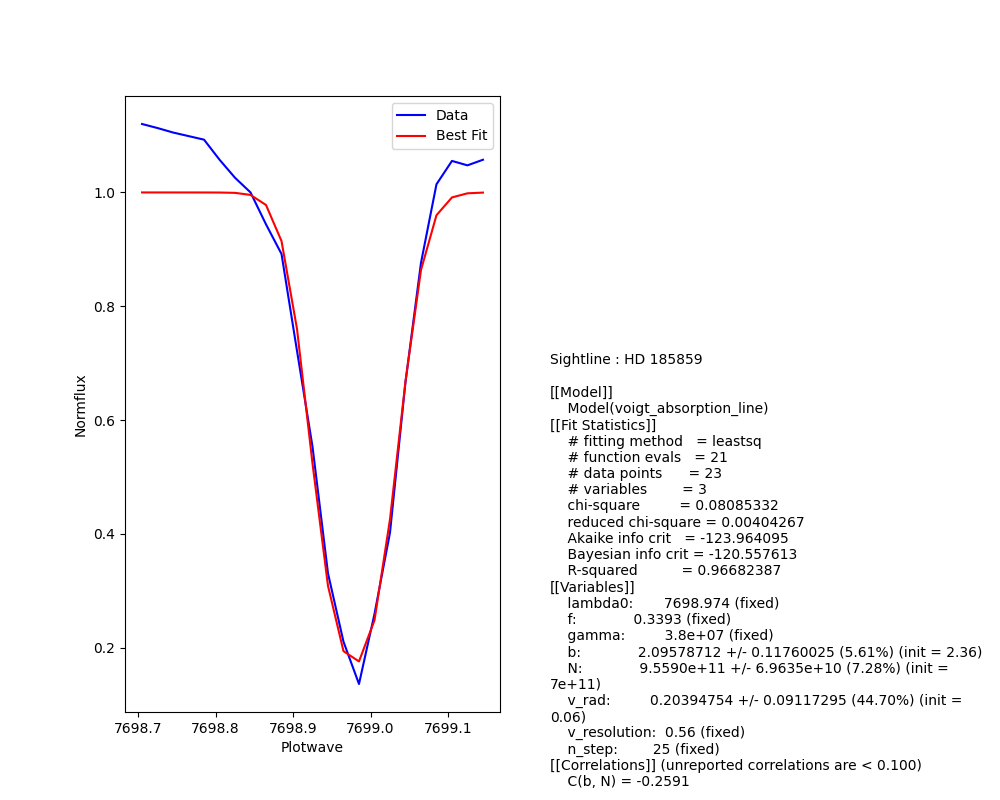 Data
Best Fit
1.0
0.8
0.6
0.4
0.2
Normflux
7698.7 7698.8 7698.9 7699.0 7699.1
Plotwave
Sightline : HD 185859
[[Model]]
Model(voigt_absorption_line)
[[Fit Statistics]]
# fitting method = leastsq
# function evals = 21
# data points = 23
# variables = 3
chi-square = 0.08085332
reduced chi-square = 0.00404267
Akaike info crit = -123.964095
Bayesian info crit = -120.557613
R-squared = 0.96682387
[[Variables]]
lambda0: 7698.974 (fixed)
f: 0.3393 (fixed)
gamma: 3.8e+07 (fixed)
b: 2.09578712 +/- 0.11760025 (5.61%) (init = 2.36)
N: 9.5590e+11 +/- 6.9635e+10 (7.28%) (init =
7e+11)
v_rad: 0.20394754 +/- 0.09117295 (44.70%) (init =
0.06)
v_resolution: 0.56 (fixed)
n_step: 25 (fixed)
[[Correlations]] (unreported correlations are < 0.100)
C(b, N) = -0.2591